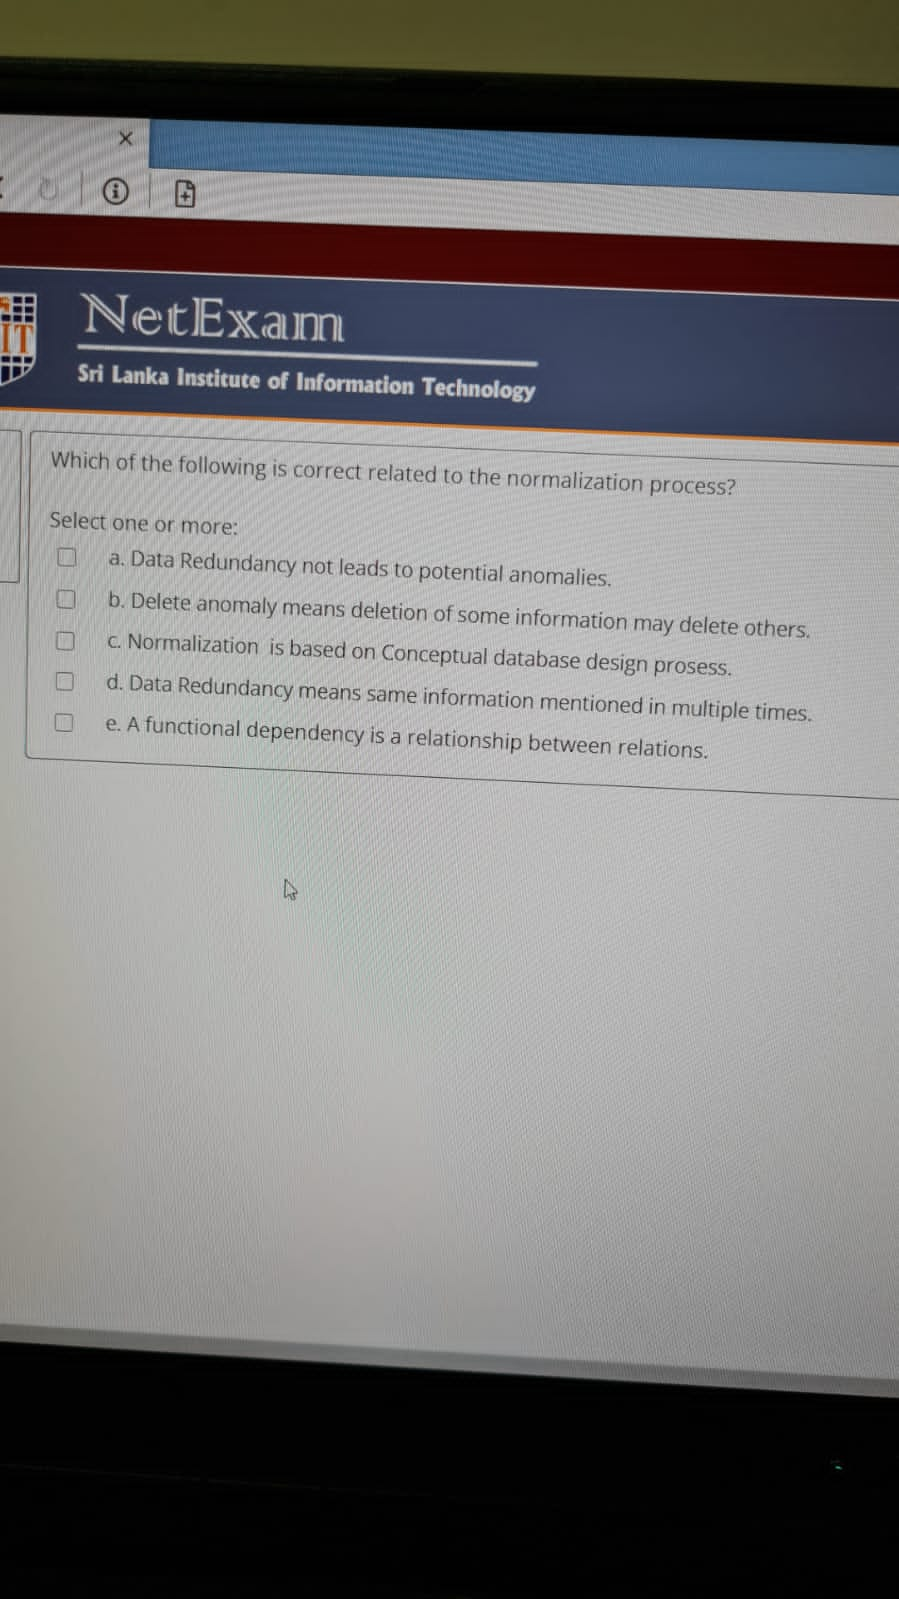 NetExam
IT
Sri Lanka Institute of Information Technology
Which of the following is correct related to the normalization process?
Select one or more:
a. Data Redundancy not leads to potential anomalies.
b. Delete anomaly means deletion of some information may delete others.
c. Normalization is based on Conceptual database design prosess.
d. Data Redundancy means same information mentioned in multiple times.
e. A functional dependency is a relationship between relations.